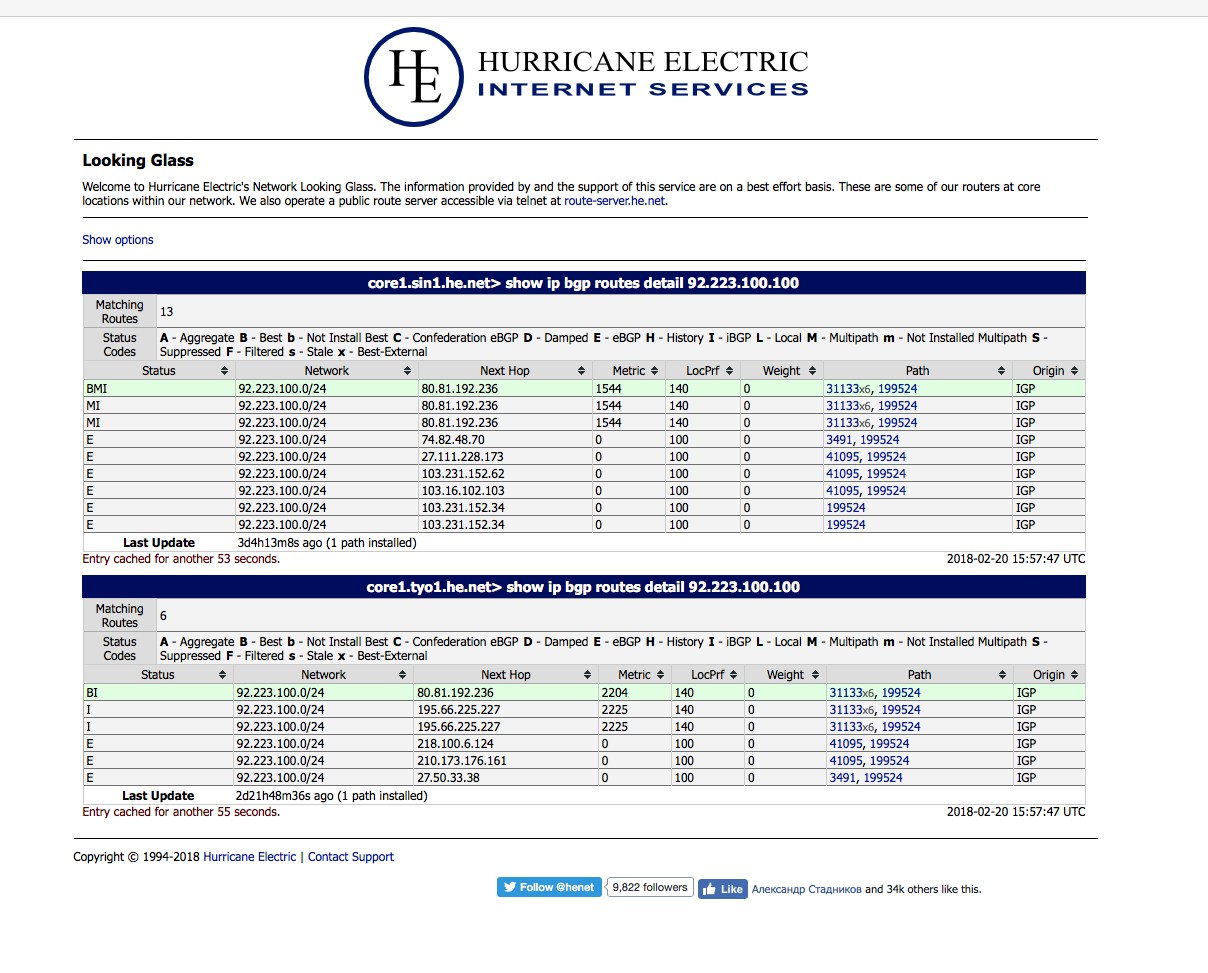 HE HURRICANE ELECTRIC
INTERNET SERVICES
Looking Glass
Welcome to Hurricane Electric's Network Looking Glass. The information provided by and the support of this service are on a best effort basis. These are some of our routers at core
locations within our network. We also operate a public route server accessible via telnet at route-server.he.net.
Show options
core1.sin1.he.net> show ip bgp routes detail 92.223.100.100
Matching
Routes
13
Status
Codes
A - Aggregate B - Best b - Not Install Best C - Confederation eBGP D - Damped E - eBGP H - History I - iBGP L - Local M - Multipath m - Not Installed Multipath S -
Suppressed F - Filtered s - Stale x - Best-External
Status Network Next Hop Metric LocPrf Weight Path Origin
BMI 92.223.100.0/24 80.81.192.236 1544 140 0 31133x6, 199524 IGP
MI 92.223.100.0/24 80.81.192.236 1544 140 0 31133x6, 199524 IGP
MI 92.223.100.0/24 80.81.192.236 1544 140 0 31133x6, 199524 IGP
E 92.223.100.0/24 74.82.48.70 0 100 0 3491, 199524 IGP
E 92.223.100.0/24 27.111.228.173 0 100 0 41095, 199524 IGP
E 92.223.100.0/24 103.231.152.62 0 100 0 41095, 199524 IGP
E 92.223.100.0/24 103.16.102.103 0 100 0 41095, 199524 IGP
E 92.223.100.0/24 103.231.152.34 0 100 0 199524 IGP
E 92.223.100.0/24 103.231.152.34 0 100 0 199524 IGP
Last Update 3d4h13m8s ago (1 path installed)
Entry cached for another 53 seconds. 2018-02-20 15:57:47 UTC
core1.tyo1.he.net> show ip bgp routes detail 92.223.100.100
Matching
Routes
6
Status
Codes
A - Aggregate B - Best b - Not Install Best C - Confederation eBGP D - Damped E - eBGP H - History I - iBGP L - Local M - Multipath m - Not Installed Multipath S -
Suppressed F - Filtered s - Stale x - Best-External
Status Network Next Hop Metric LocPrf Weight Path Origin
BI 92.223.100.0/24 80.81.192.236 2204 140 0 31133x6, 199524 IGP
I 92.223.100.0/24 195.66.225.227 2225 140 0 31133x6, 199524 IGP
I 92.223.100.0/24 195.66.225.227 2225 140 0 31133x6, 199524 IGP
E 92.223.100.0/24 218.100.6.124 0 100 0 41095, 199524 IGP
E 92.223.100.0/24 210.173.176.161 0 100 0 41095, 199524 IGP
E 92.223.100.0/24 27.50.33.38 0 100 0 3491, 199524 IGP
Last Update 2d21h48m36s ago (1 path installed)
Entry cached for another 55 seconds. 2018-02-20 15:57:47 UTC
Copyright © 1994-2018 Hurricane Electric | Contact Support
Follow @henet 9,822 followers Like Александр Стадников and 34k others like this.